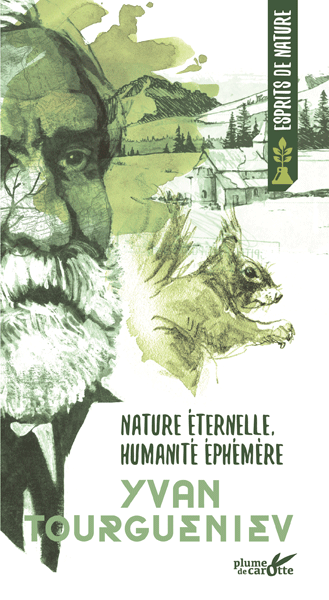 ESPRITS DE NATURE
NATURE ÉTERNELLE,
HUMANITÉ ÉPHÉMÈRE
YVAN
TOURGUENIEV
plume
de carotte